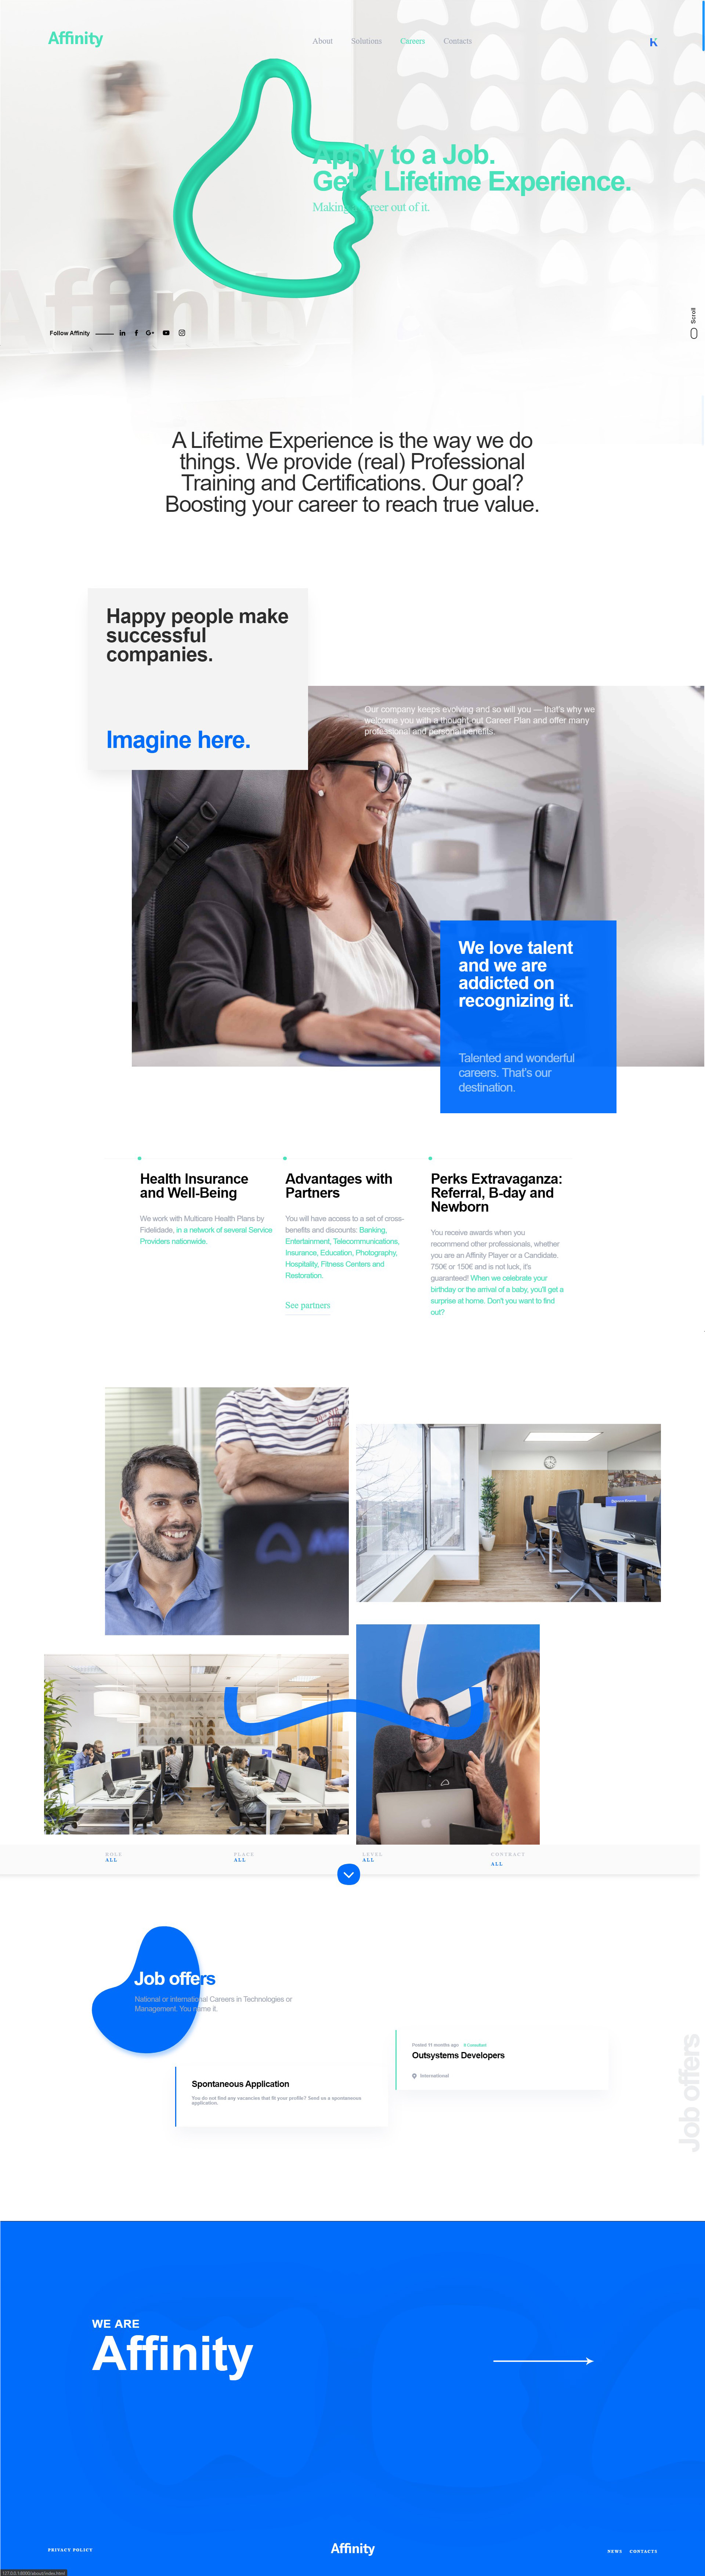 Affinity
About
Solutions
Careers
Contacts
Apply to a Job.
Get a Lifetime Experience.
Making a career out of it.
Affinity
Follow Affinity
Scroll
A Lifetime Experience is the way we do
things. We provide (real) Professional
Training and Certifications. Our goal?
Boosting your career to reach true value.
Happy people make
successful
companies.
Imagine here.
Our company keeps evolving and so will you — that's why we
welcome you with a thought-out Career Plan and offer many
professional and personal benefits.
We love talent
and we are
addicted on
recognizing it.
Talented and wonderful
careers. That's our
destination.
Health Insurance
and Well-Being
We work with Multicare Health Plans by
Fidelidade, in a network of several Service
Providers nationwide.
Advantages with
Partners
You will have access to a set of cross-
benefits and discounts: Banking,
Entertainment, Telecommunications,
Insurance, Education, Photography,
Hospitality, Fitness Centers and
Restoration.
See partners
Perks Extravaganza:
Referral, B-day and
Newborn
You receive awards when you
recommend other professionals, whether
you are an Affinity Player or a Candidate.
750€ or 150€ and is not luck, it's
guaranteed! When we celebrate your
birthday or the arrival of a baby, you'll get a
surprise at home. Don't you want to find
out?
ROLE
ALL
PLACE
ALL
LEVEL
ALL
CONTRACT
ALL
Job offers
National or international Careers in Technologies or
Management. You name it.
Posted 11 months ago
Outsystems Developers
International
Spontaneous Application
You do not find any vacancies that fit your profile? Send us a spontaneous
application.
Job offers
WE ARE
Affinity
PRIVACY POLICY
Affinity
NEWS
CONTACTS